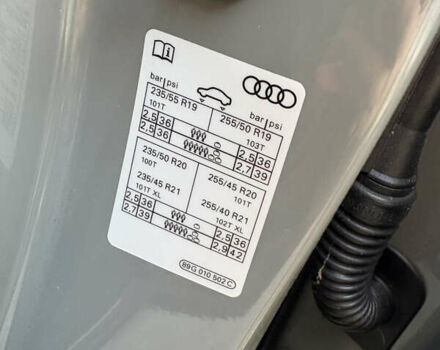 bar psi
bar psi
235/55 R19
101T
255/50 R19
103T
2,5 36
2,5 36
2,5 36
2,7 39
235/50 R20
100T
235/45 R21
101T XL
255/45 R20
101T
255/40 R21
102T XL
2,5 36
2,7 39
2,5 36
2,9 42
89G 010 502 C